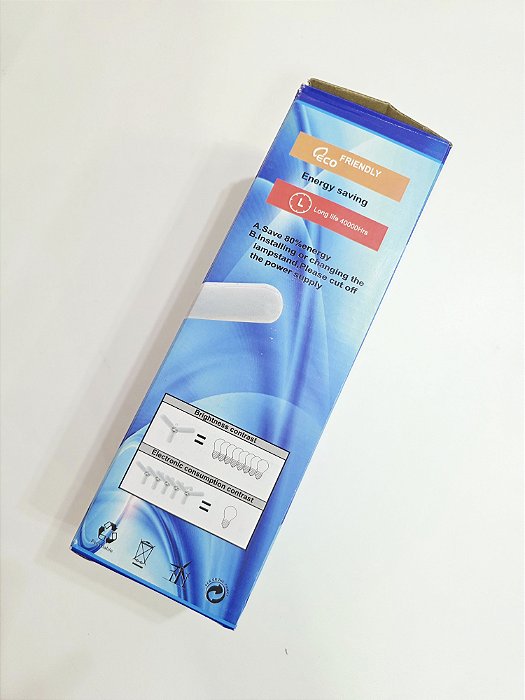 eco FRIENDLY
Energy saving
L Long life 40000Hrs
A.Save 80%energy
B.Installing or changing the
lampstand,Please cut off
the power supply
Brightness contrast
=
Electronic consumption contrast
=